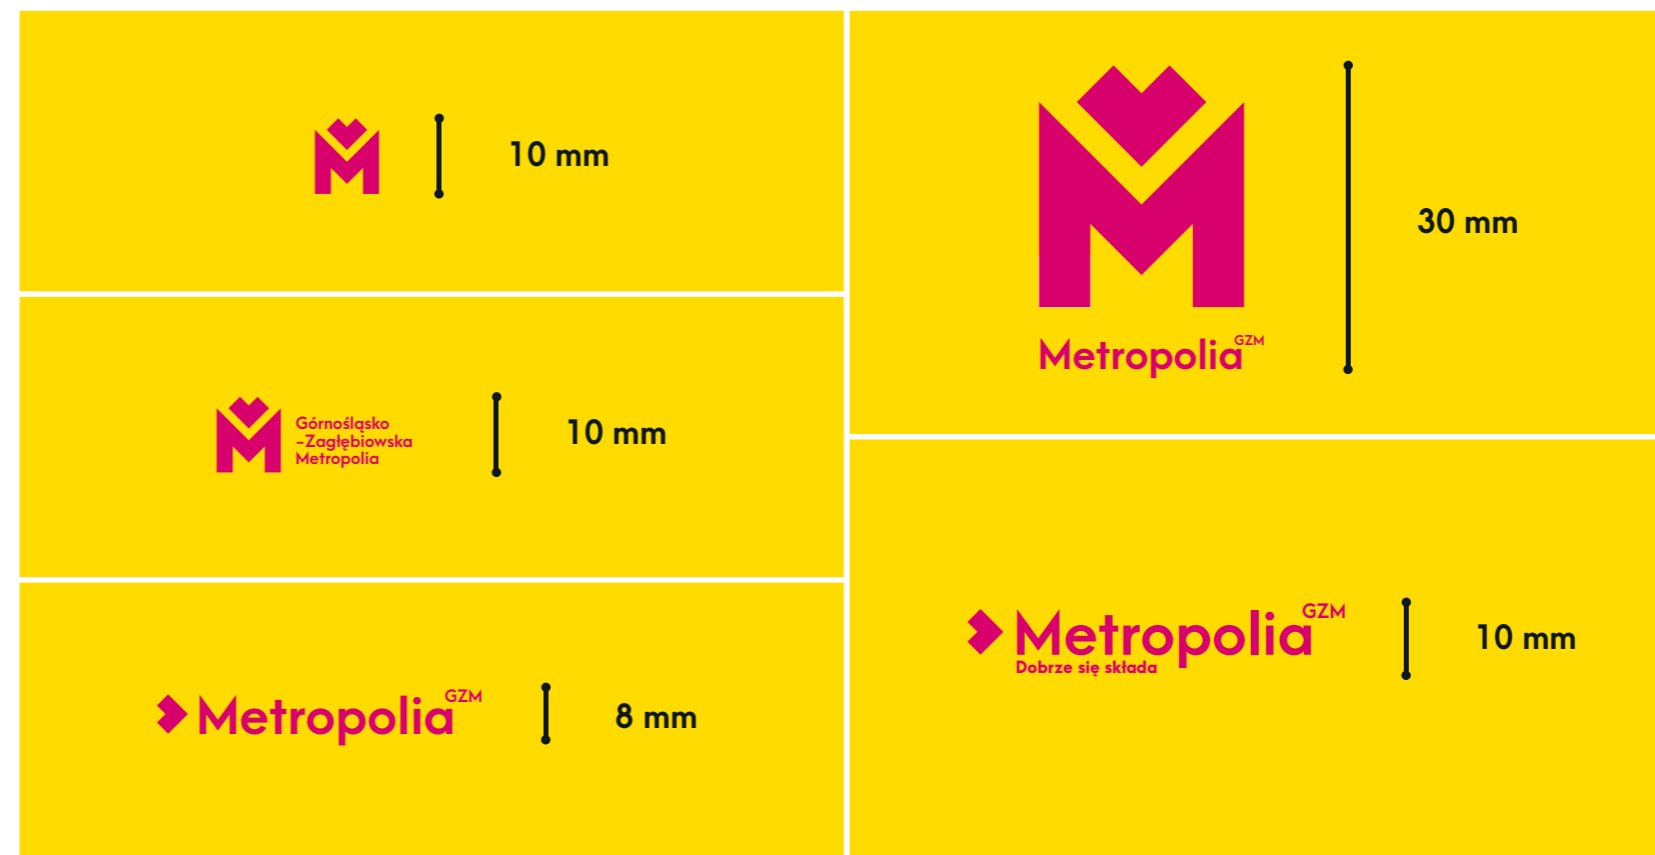 10 mm
Górnośląsko
-Zagłębiowska
Metropolia
10 mm
Metropolia GZM
8 mm
Metropolia GZM
30 mm
Metropolia GZM
Dobrze się składa
10 mm